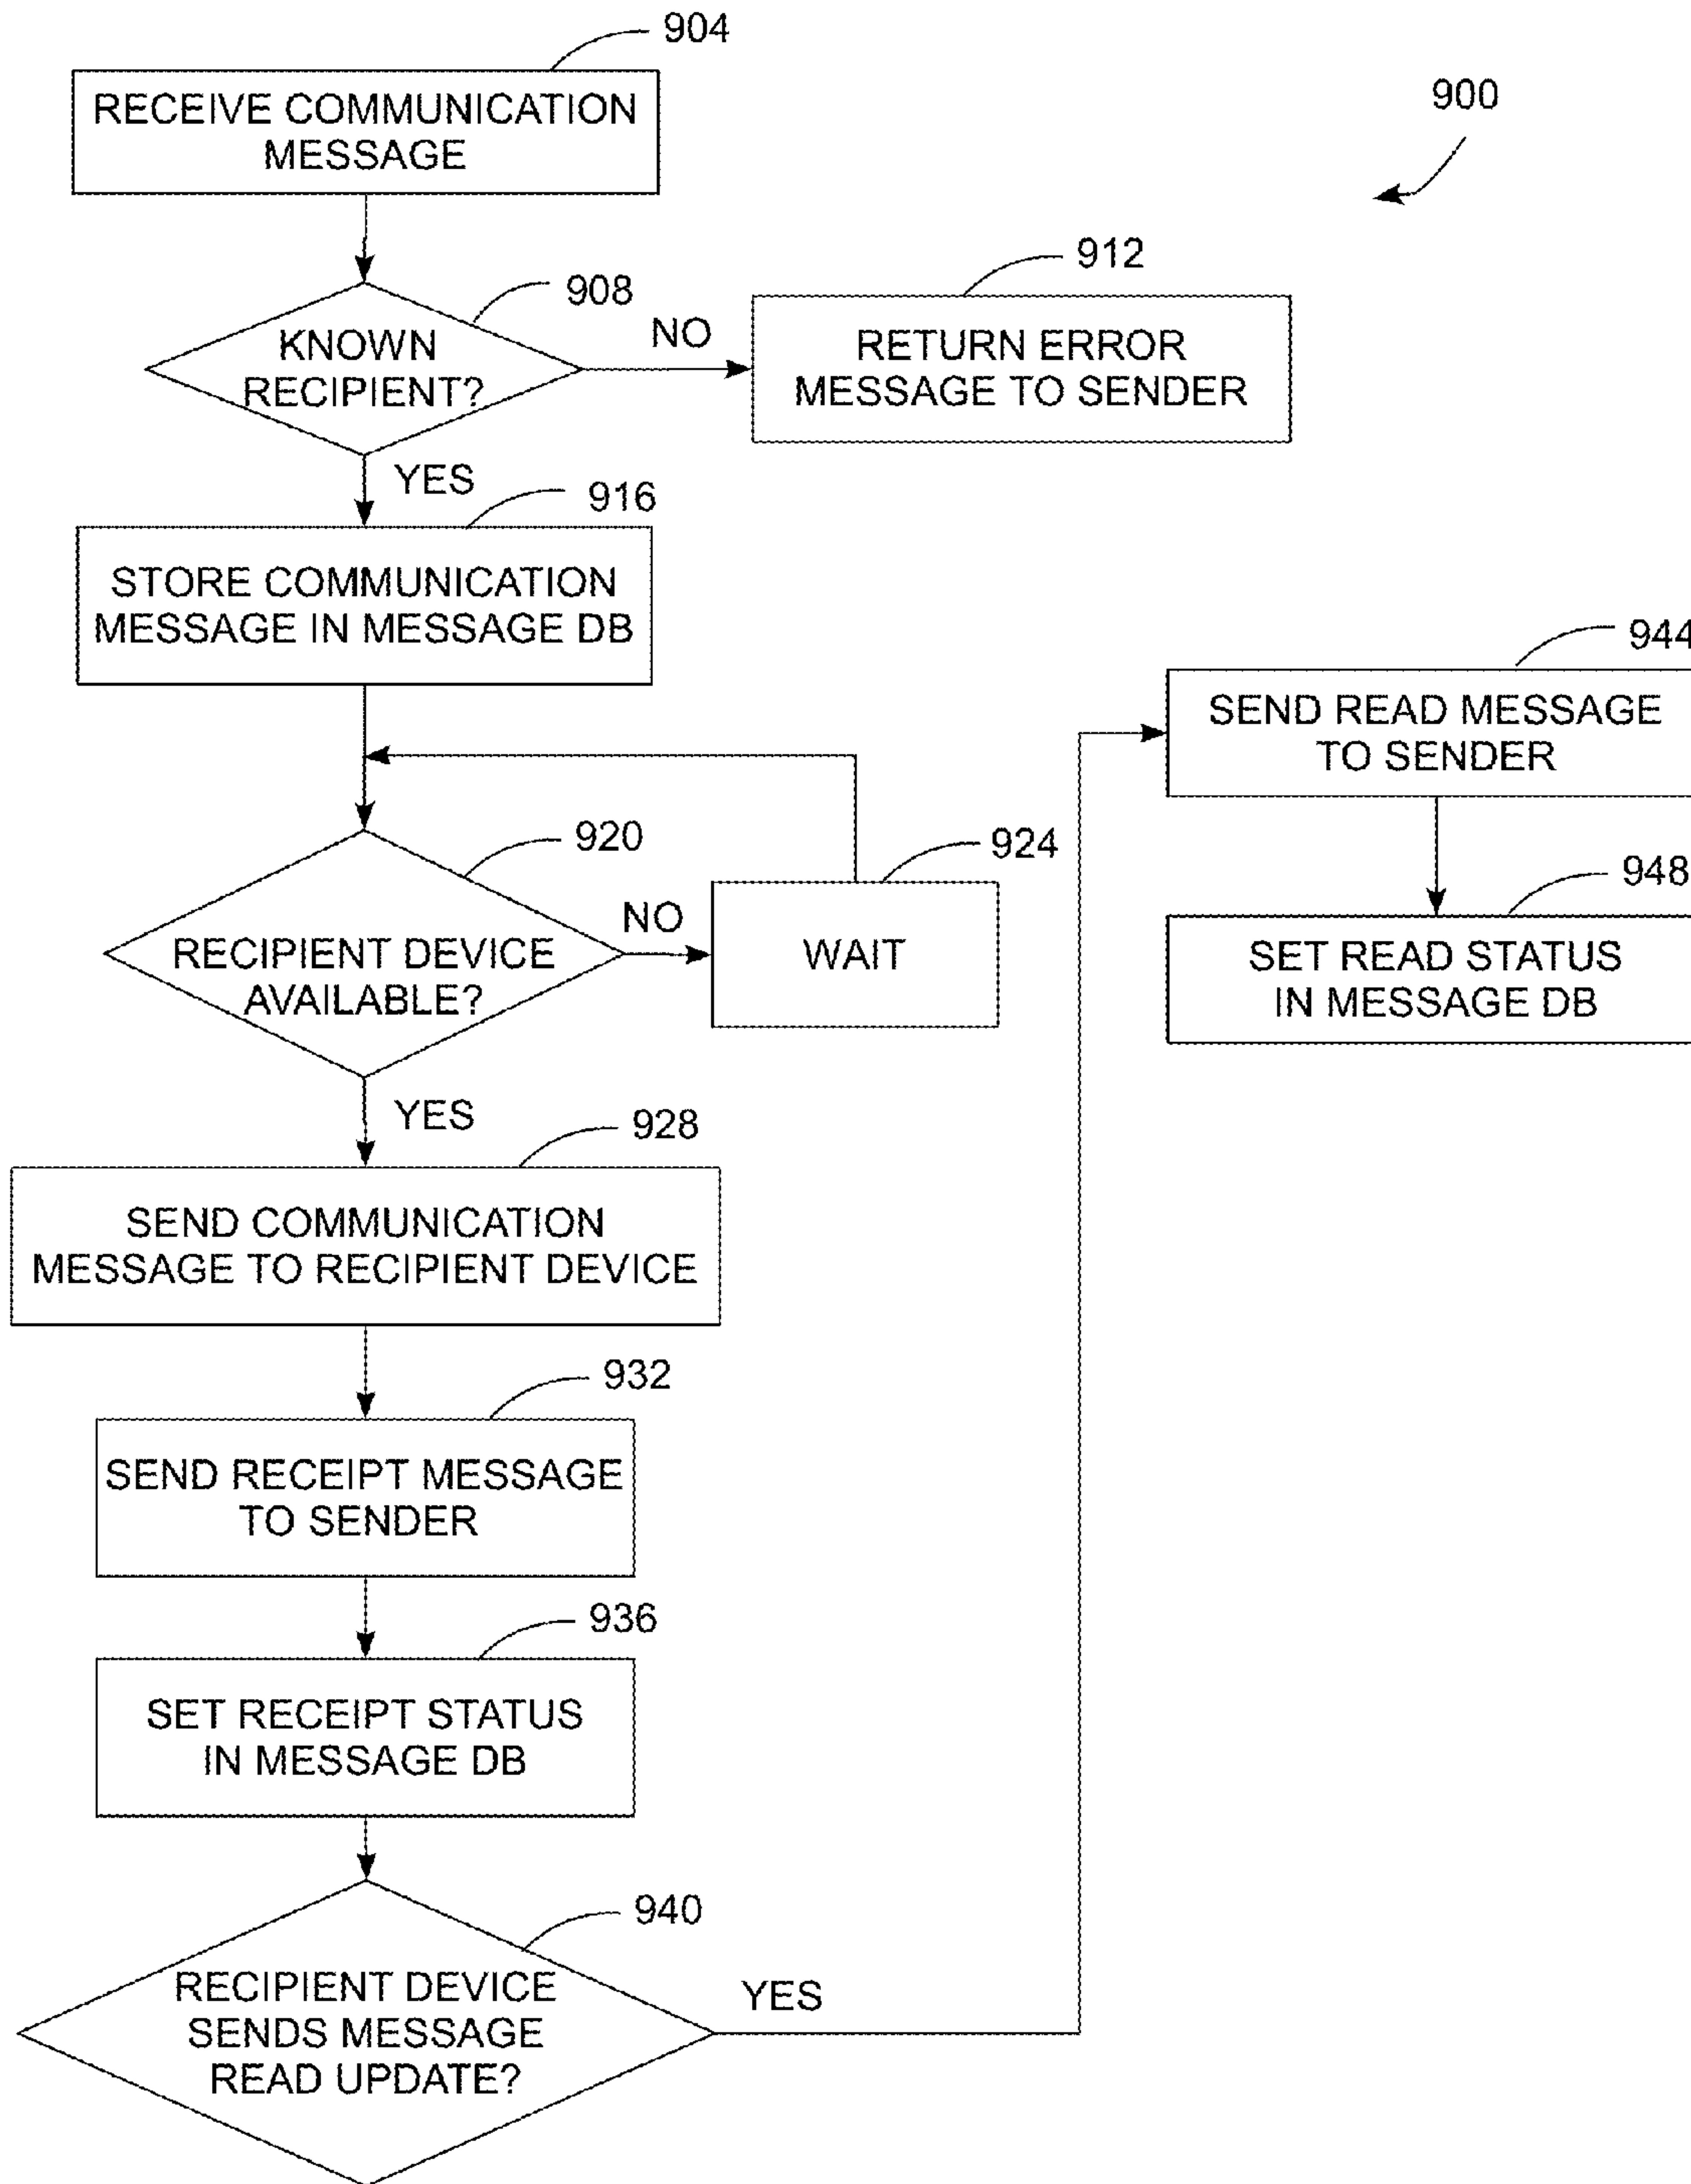 904
RECEIVE COMMUNICATION
MESSAGE
900
908
KNOWN
RECIPIENT?
NO
912
RETURN ERROR
MESSAGE TO SENDER
YES
916
STORE COMMUNICATION
MESSAGE IN MESSAGE DB
920
RECIPIENT DEVICE
AVAILABLE?
NO
924
WAIT
YES
928
SEND COMMUNICATION
MESSAGE TO RECIPIENT DEVICE
932
SEND RECEIPT MESSAGE
TO SENDER
936
SET RECEIPT STATUS
IN MESSAGE DB
940
RECIPIENT DEVICE
SENDS MESSAGE
READ UPDATE?
YES
944
SEND READ MESSAGE
TO SENDER
948
SET READ STATUS
IN MESSAGE DB